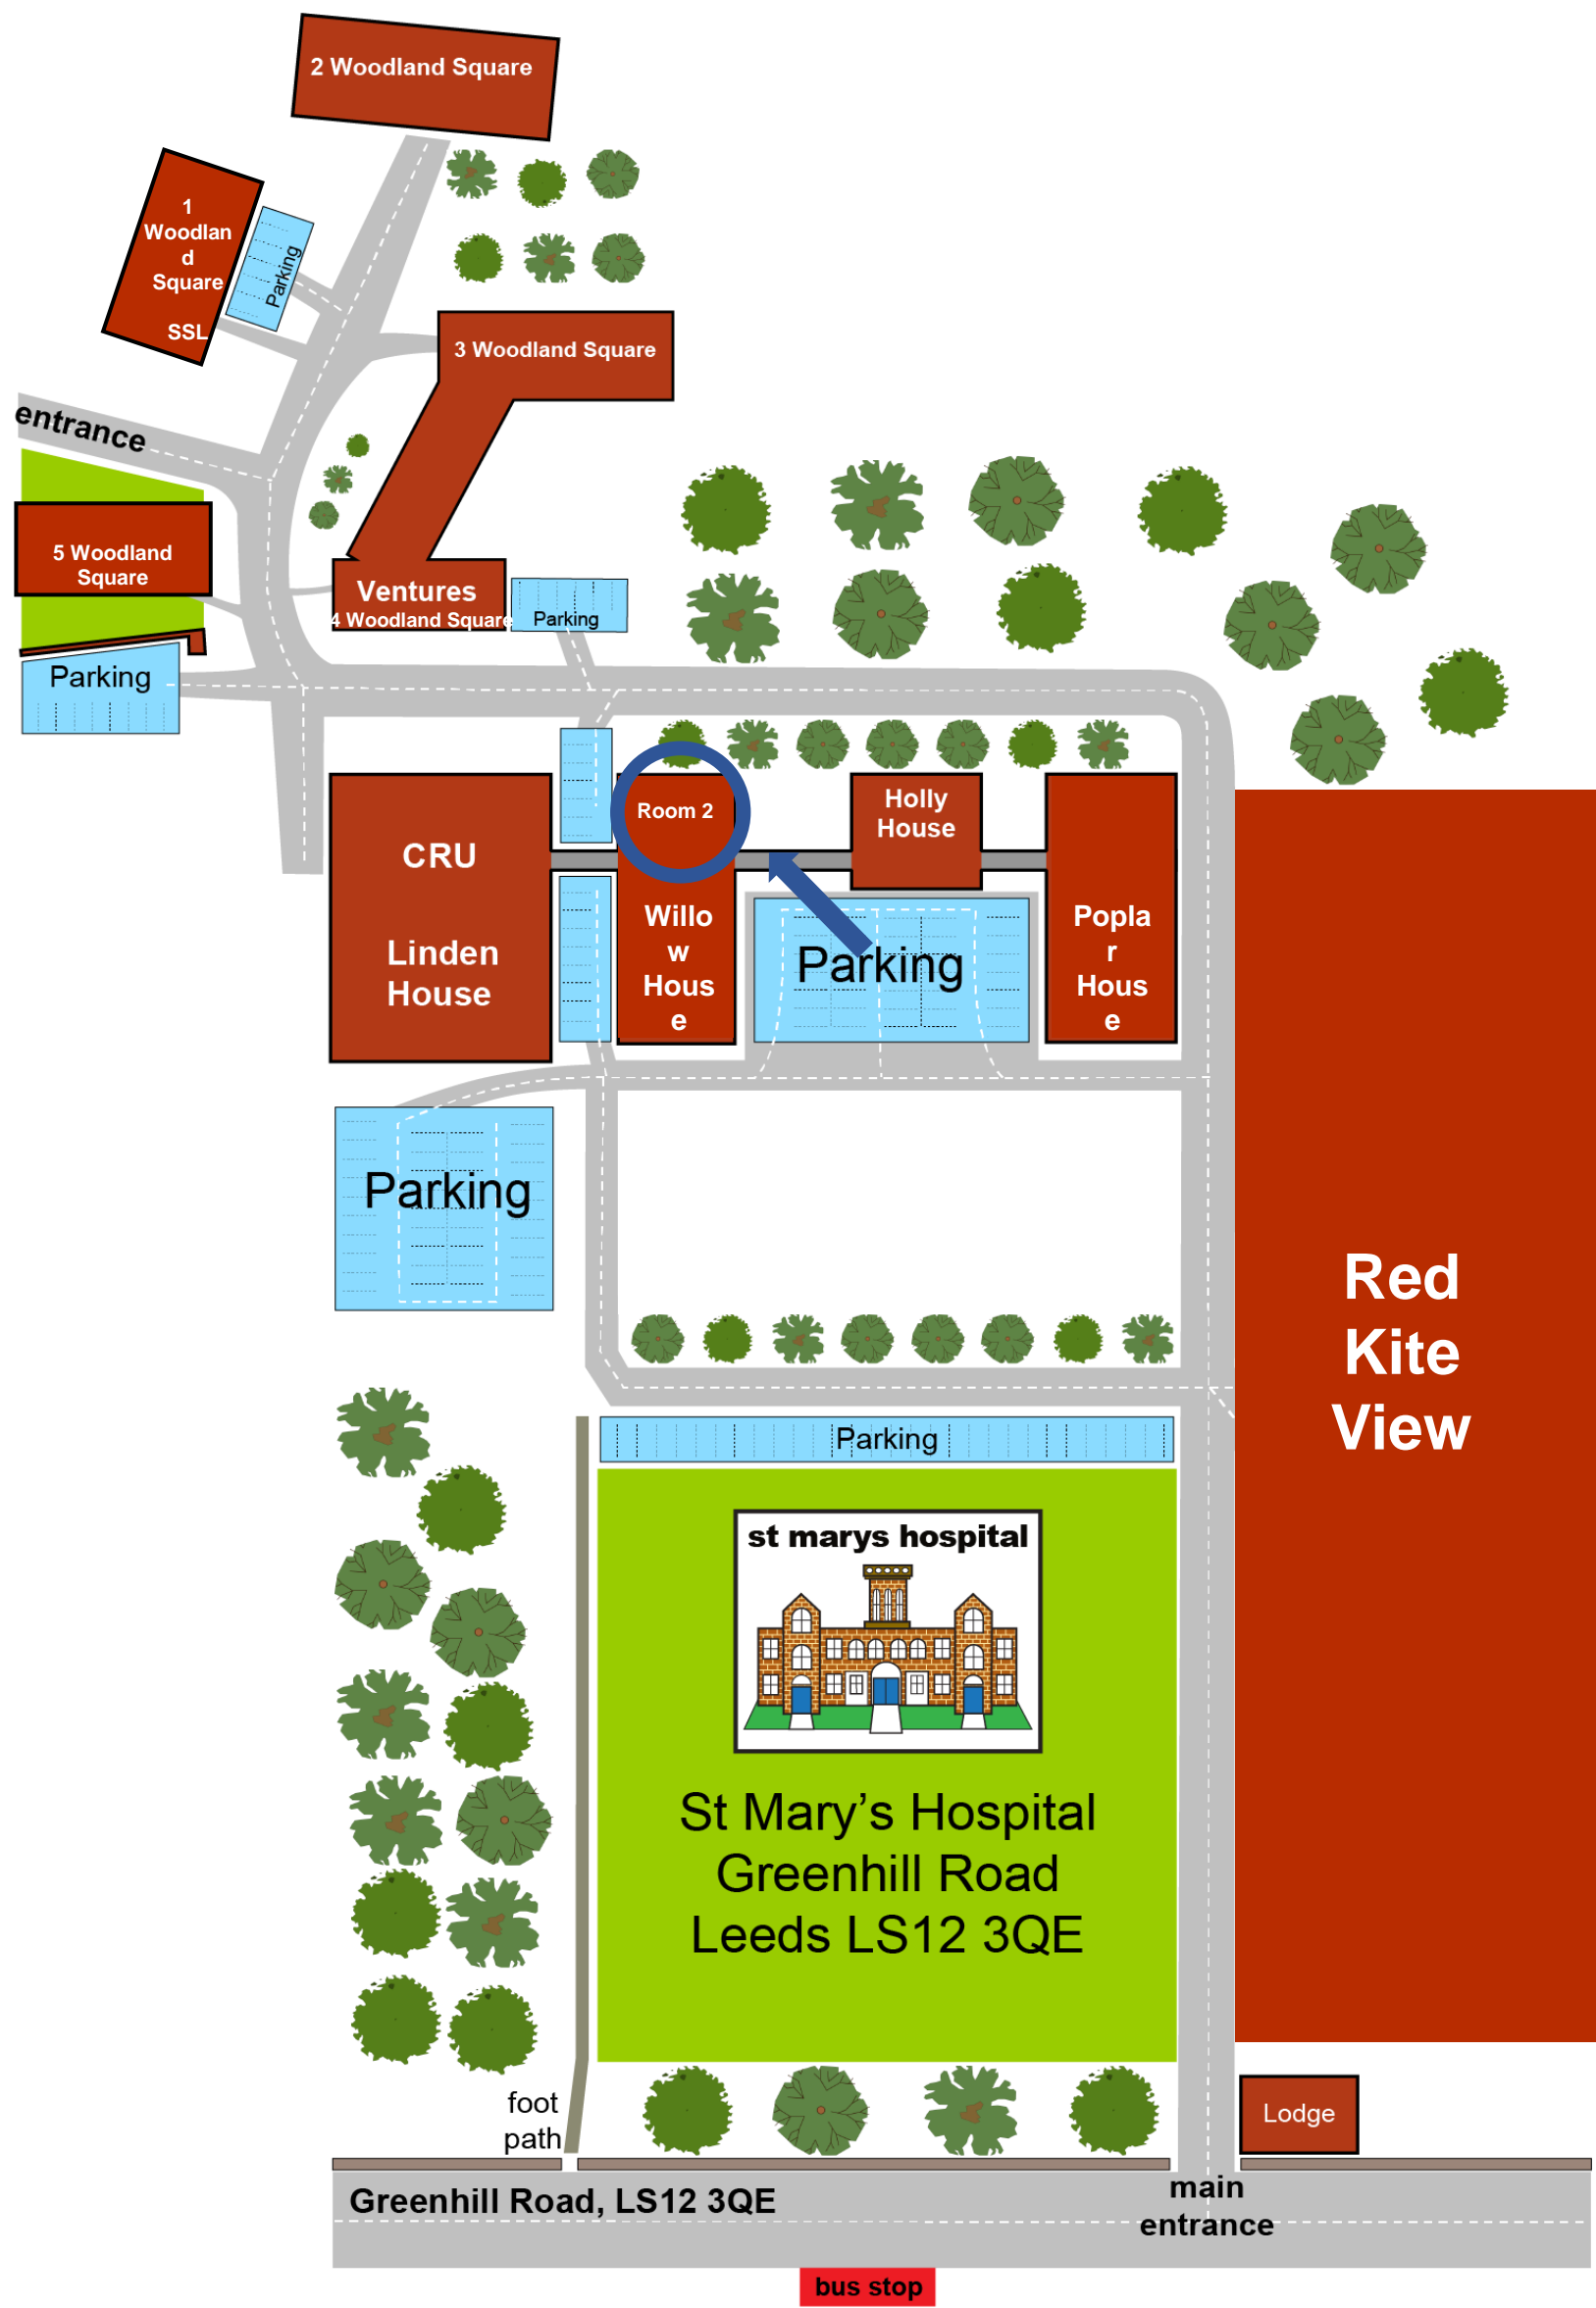 2 Woodland Square
1
Woodlan
d
Square
SSL
Parking
3 Woodland Square
entrance
5 Woodland
Square
Ventures
4 Woodland Square
Parking
Parking
Room 2
Holly
House
CRU
Linden
House
Willo
w
Hous
e
Parking
Popla
r
Hous
e
Parking
Red
Kite
View
Parking
st marys hospital
St Mary’s Hospital
Greenhill Road
Leeds LS12 3QE
foot
path
Lodge
Greenhill Road, LS12 3QE
main
entrance
bus stop